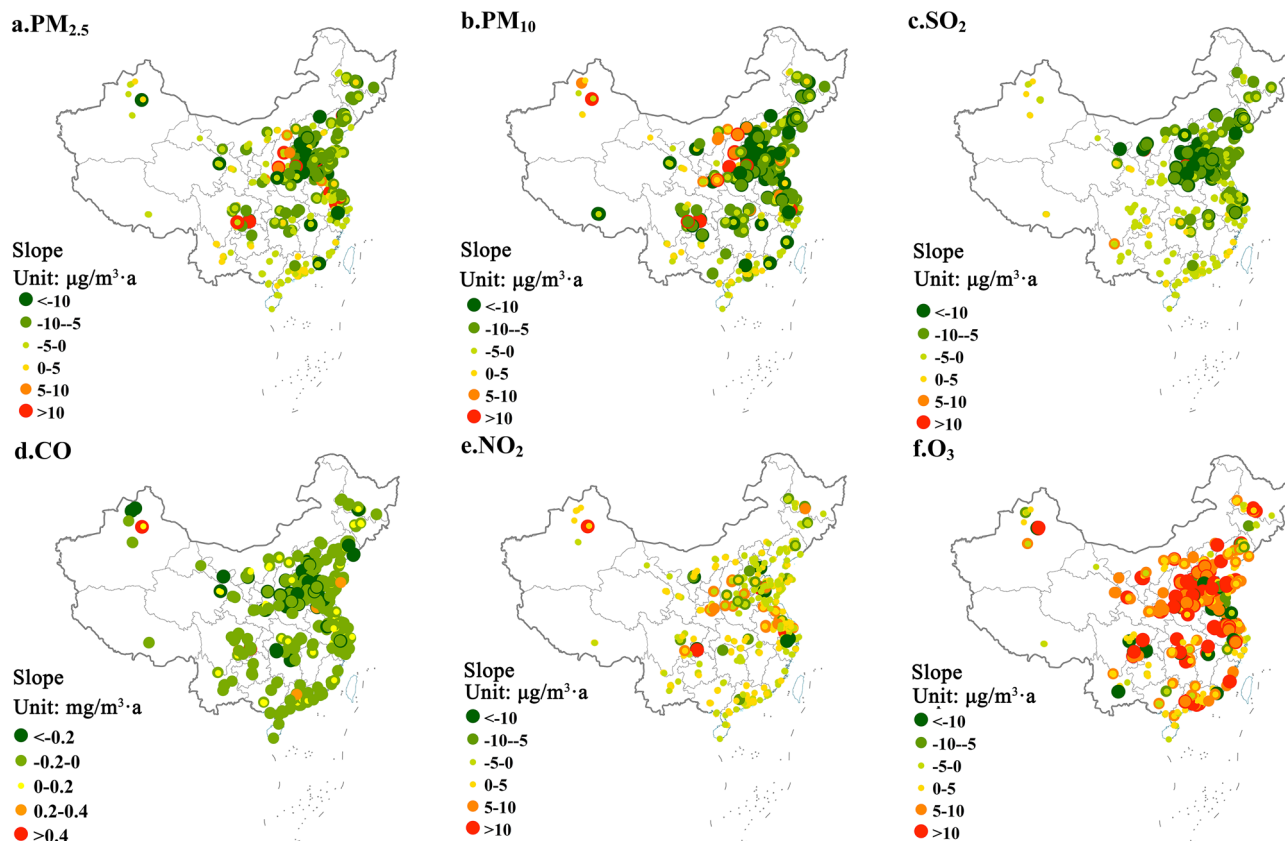 a.PM2.5
b.PM10
c.SO2
Slope
Unit: μg/m³·a
<-10
-10--5
-5-0
0-5
5-10
>10
Slope
Unit: μg/m³·a
<-10
-10--5
-5-0
0-5
5-10
>10
Slope
Unit: μg/m³·a
<-10
-10--5
-5-0
0-5
5-10
>10
d.CO
e.NO2
f.O3
Slope
Unit: mg/m³·a
<-0.2
-0.2-0
0-0.2
0.2-0.4
>0.4
Slope
Unit: μg/m³·a
<-10
-10--5
-5-0
0-5
5-10
>10
Slope
Unit: μg/m³·a
<-10
-10--5
-5-0
0-5
5-10
>10